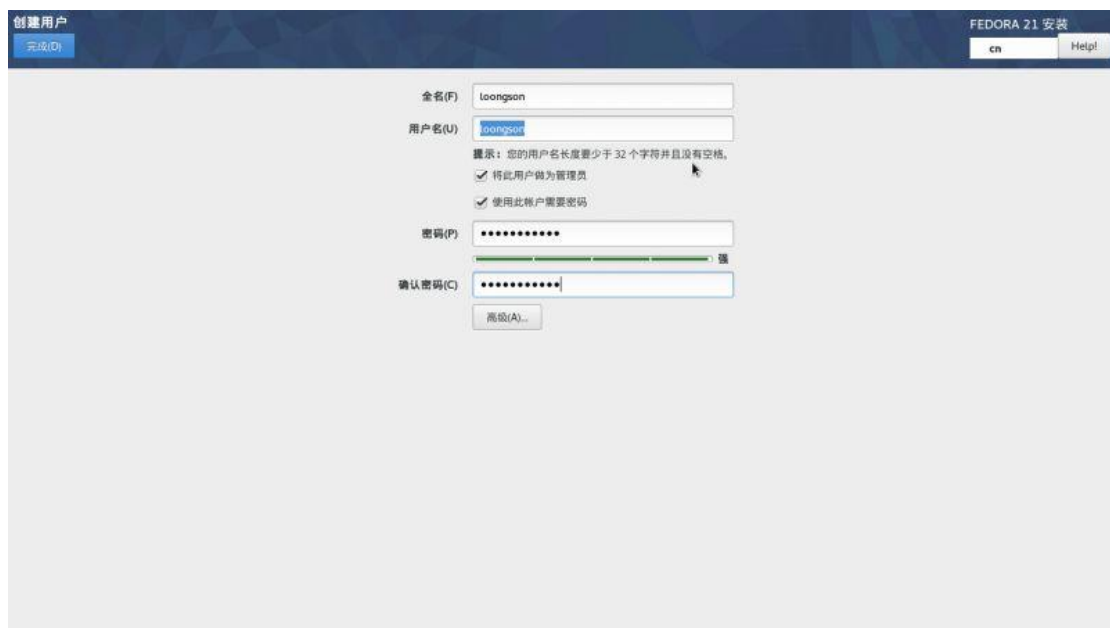 创建用户
完成(D)
FEDORA 21 安装
cn
Help!
全名(F)
loongson
用户名(U)
loongson
提示： 您的用户名长度要少于 32 个字符并且没有空格。
将此用户做为管理员
使用此帐户需要密码
密码(P)
●●●●●●●●●●●
强
确认密码(C)
●●●●●●●●●●●
高级(A)...